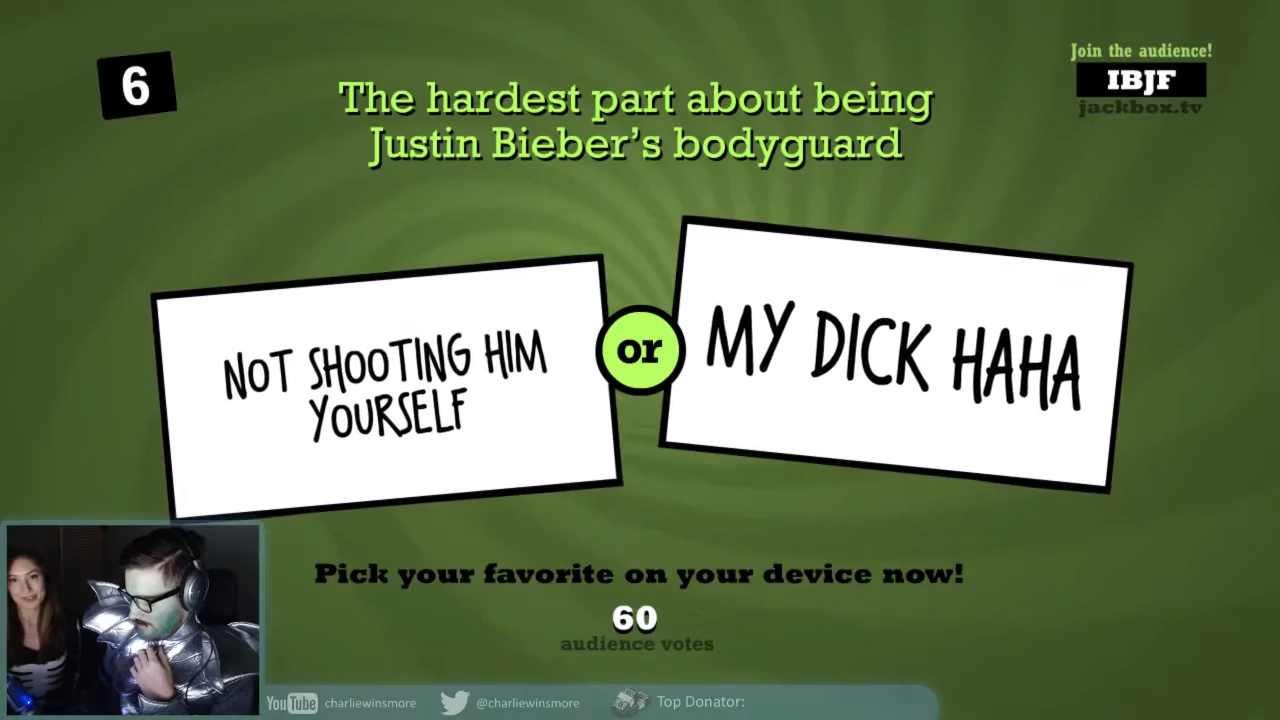 6
Join the audience!
IBJF
jackbox.tv
The hardest part about being
Justin Bieber's bodyguard
NOT SHOOTING HIM
YOURSELF
or
MY DICK HAHA
Pick your favorite on your device now!
60
audience votes
YouTube charliewinsmore @charliewinsmore Top Donator: